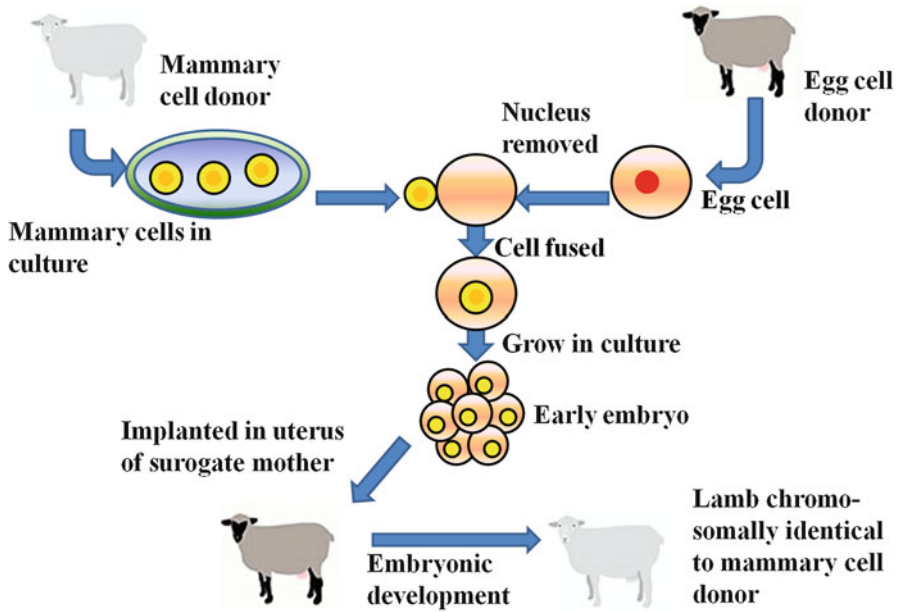 Mammary
cell donor
Egg cell
donor
Nucleus
removed
Egg cell
Mammary cells in
culture
Cell fused
Grow in culture
Early embryo
Implanted in uterus
of surogate mother
Embryonic
development
Lamb chromo-
somally identical
to mammary cell
donor